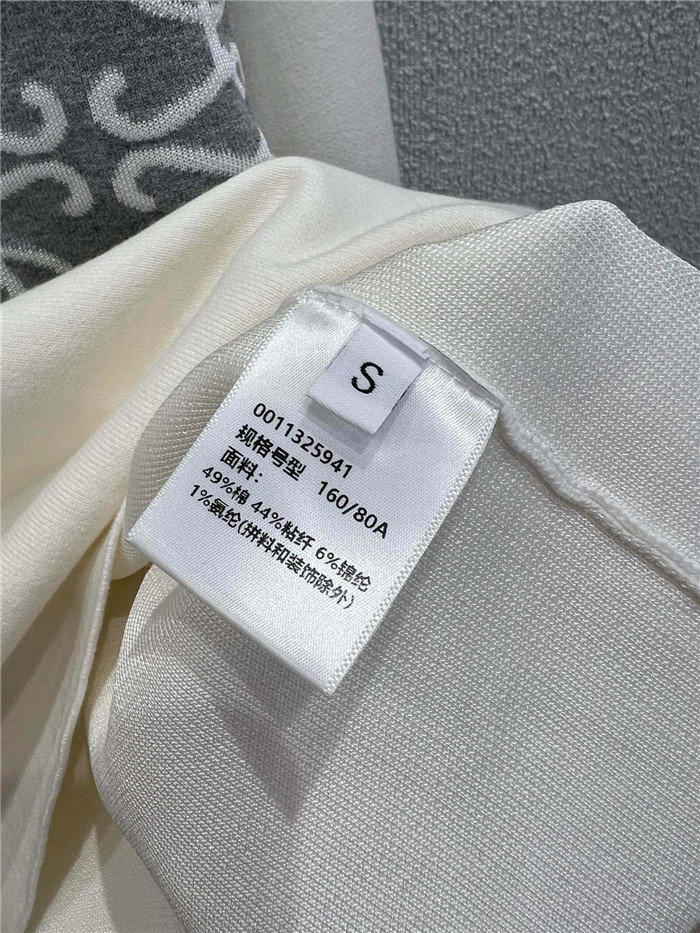 S
0011325941
规格号型 160/80A
面料：
49%棉 44%粘纤 6%锦纶
1%氨纶(拼料和装饰除外)